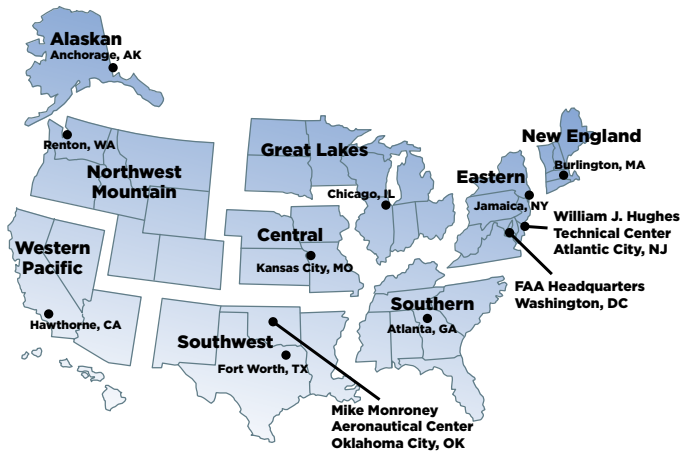 Alaskan
Anchorage, AK
Renton, WA
Northwest
Mountain
Great Lakes
Chicago, IL
New England
Burlington, MA
Eastern
Jamaica, NY
William J. Hughes
Technical Center
Atlantic City, NJ
FAA Headquarters
Washington, DC
Western
Pacific
Hawthorne, CA
Central
Kansas City, MO
Southern
Atlanta, GA
Southwest
Fort Worth, TX
Mike Monroney
Aeronautical Center
Oklahoma City, OK